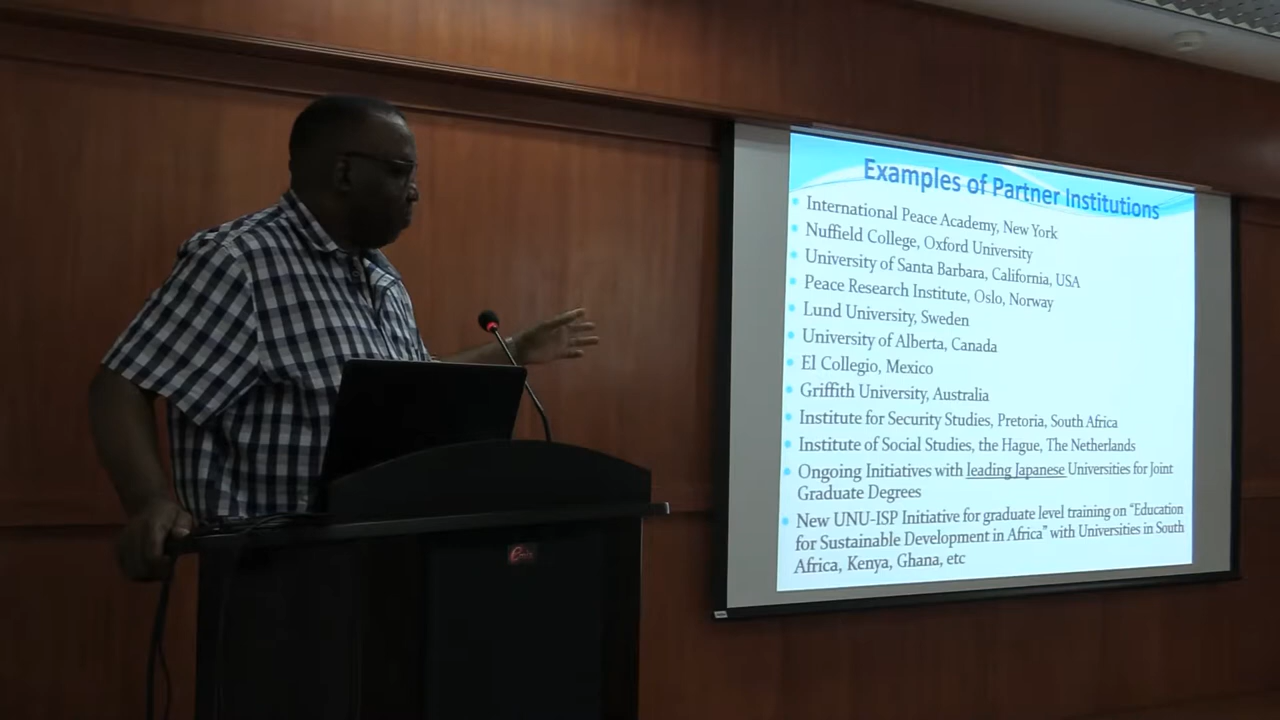 Examples of Partner Institutions
International Peace Academy, New York
Nuffield College, Oxford University
University of Santa Barbara, California, USA
Peace Research Institute, Oslo, Norway
Lund University, Sweden
University of Alberta, Canada
El Collegio, Mexico
Griffith University, Australia
Institute for Security Studies, Pretoria, South Africa
Institute of Social Studies, the Hague, The Netherlands
Ongoing Initiatives with leading Japanese Universities for Joint
Graduate Degrees
New UNU-ISP Initiative for graduate level training on “Education
for Sustainable Development in Africa” with Universities in South
Africa, Kenya, Ghana, etc